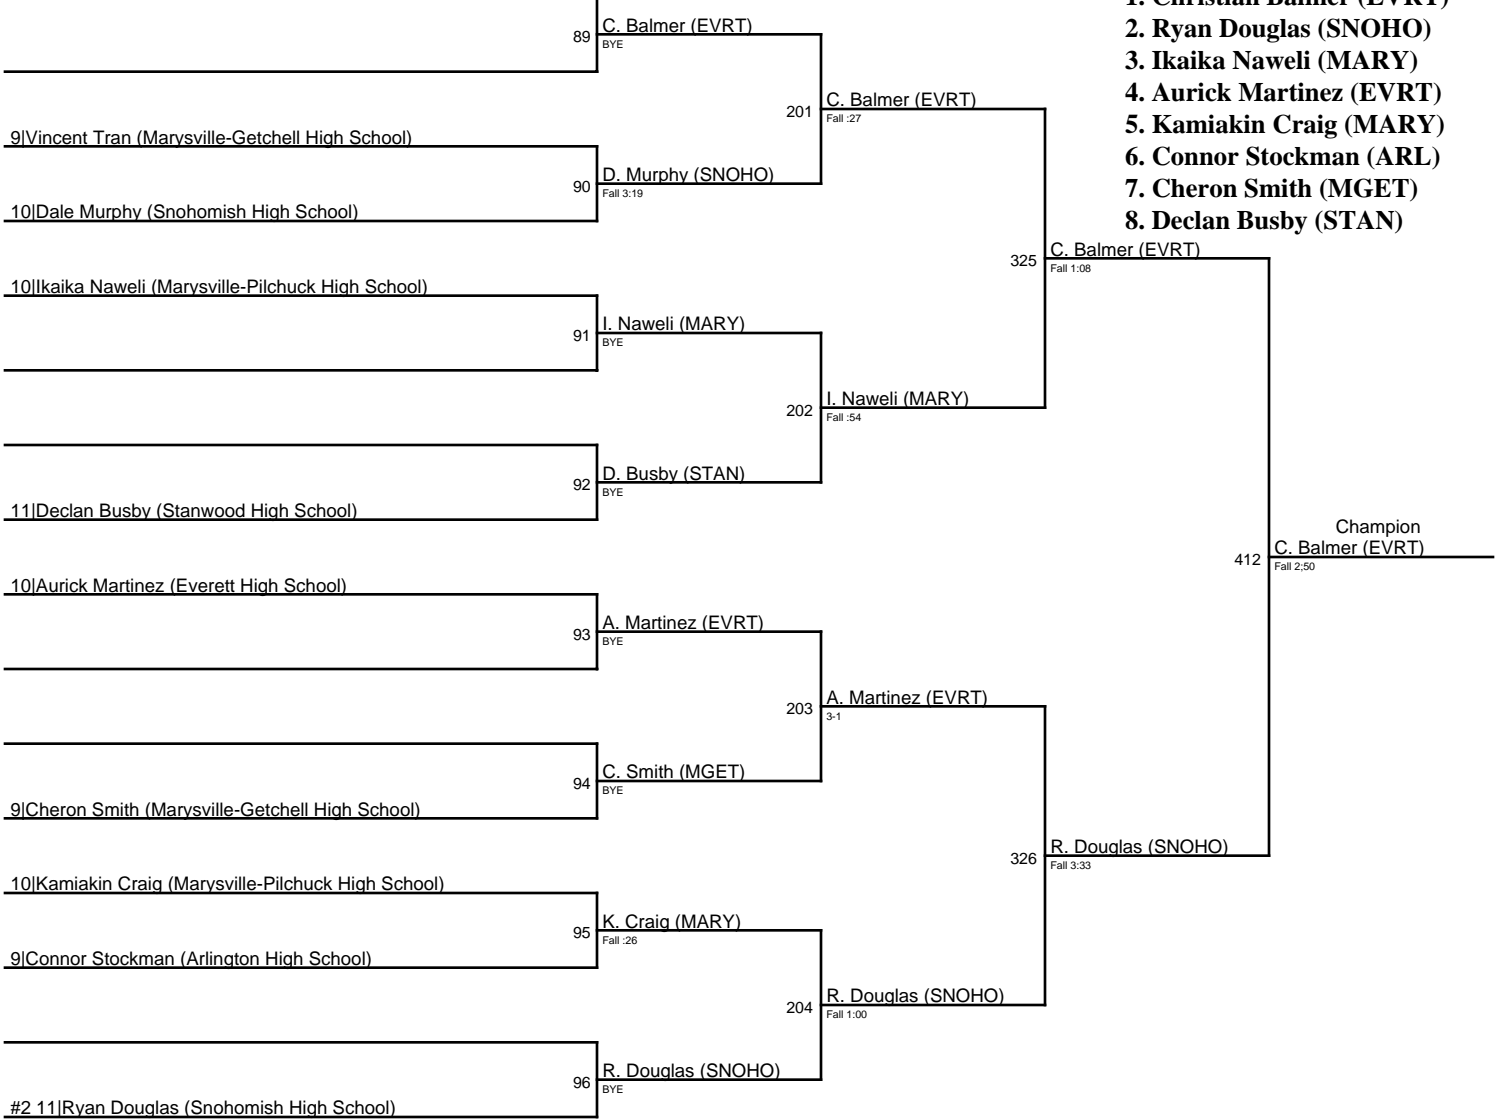 1. Christian Balmer (EVRT)
2. Ryan Douglas (SNOHO)
3. Ikaika Naweli (MARY)
4. Aurick Martinez (EVRT)
5. Kamiakin Craig (MARY)
6. Connor Stockman (ARL)
7. Cheron Smith (MGET)
8. Declan Busby (STAN)
89 C. Balmer (EVRT)
BYE
201 C. Balmer (EVRT)
Fall :27
9|Vincent Tran (Marysville-Getchell High School)
90 D. Murphy (SNOHO)
Fall 3:19
10|Dale Murphy (Snohomish High School)
325 C. Balmer (EVRT)
Fall 1:08
10|Ikaika Naweli (Marysville-Pilchuck High School)
91 I. Naweli (MARY)
BYE
202 I. Naweli (MARY)
Fall :54
92 D. Busby (STAN)
BYE
11|Declan Busby (Stanwood High School)
Champion
412 C. Balmer (EVRT)
Fall 2;50
10|Aurick Martinez (Everett High School)
93 A. Martinez (EVRT)
BYE
203 A. Martinez (EVRT)
3-1
94 C. Smith (MGET)
BYE
9|Cheron Smith (Marysville-Getchell High School)
326 R. Douglas (SNOHO)
Fall 3:33
10|Kamiakin Craig (Marysville-Pilchuck High School)
95 K. Craig (MARY)
Fall :26
9|Connor Stockman (Arlington High School)
204 R. Douglas (SNOHO)
Fall 1:00
96 R. Douglas (SNOHO)
BYE
#2 11|Ryan Douglas (Snohomish High School)